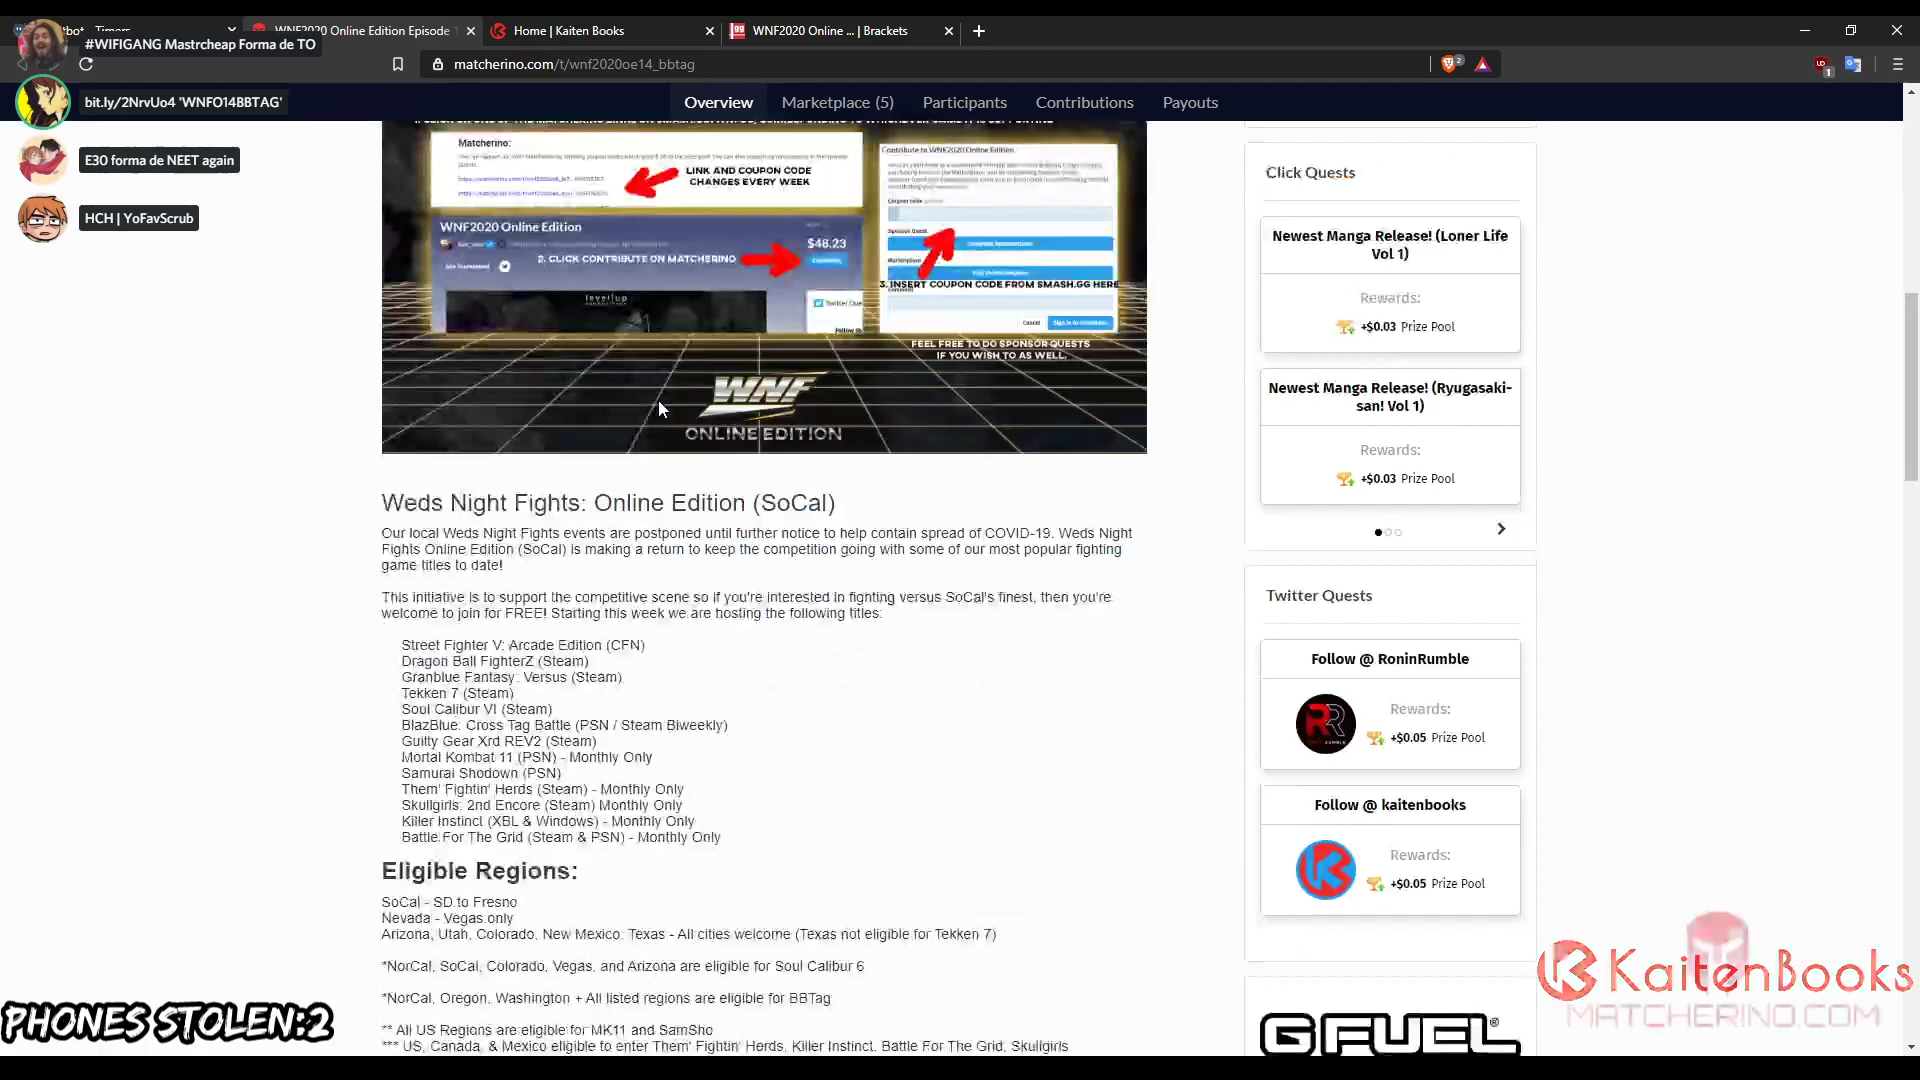 WNF2020 Online Edition Episode
Home | Kaiten Books
WNF2020 Online ... | Brackets
#WIFIGANG Mastrcheap Forma de TO
matcherino.com/t/wnf2020oe14_bbtag
bit.ly/2NrvUo4 'WNFO14BBTAG'
E30 forma de NEET again
HCH | YoFavScrub
Overview
Marketplace (5)
Participants
Contributions
Payouts
Matcherino:
LINK AND COUPON CODE
CHANGES EVERY WEEK
WNF2020 Online Edition
$48.23
2. CLICK CONTRIBUTE ON MATCHERINO
Contribute to WNF2020 Online Edition
3. INSERT COUPON CODE FROM SMASH.GG HERE
FEEL FREE TO DO SPONSOR QUESTS
IF YOU WISH TO AS WELL.
WNF
ONLINE EDITION
Weds Night Fights: Online Edition (SoCal)
Our local Weds Night Fights events are postponed until further notice to help contain spread of COVID-19. Weds Night
Fights Online Edition (SoCal) is making a return to keep the competition going with some of our most popular fighting
game titles to date!
This initiative is to support the competitive scene so if you're interested in fighting versus SoCal's finest, then you're
welcome to join for FREE! Starting this week we are hosting the following titles:
Street Fighter V: Arcade Edition (CFN)
Dragon Ball FighterZ (Steam)
Granblue Fantasy: Versus (Steam)
Tekken 7 (Steam)
Soul Calibur VI (Steam)
BlazBlue: Cross Tag Battle (PSN / Steam Biweekly)
Guilty Gear Xrd REV2 (Steam)
Mortal Kombat 11 (PSN) - Monthly Only
Samurai Shodown (PSN)
Them' Fightin' Herds (Steam) - Monthly Only
Skullgirls: 2nd Encore (Steam) Monthly Only
Killer Instinct (XBL & Windows) - Monthly Only
Battle For The Grid (Steam & PSN) - Monthly Only
Eligible Regions:
SoCal - SD to Fresno
Nevada - Vegas only
Arizona, Utah, Colorado, New Mexico, Texas - All cities welcome (Texas not eligible for Tekken 7)
*NorCal, SoCal, Colorado, Vegas, and Arizona are eligible for Soul Calibur 6
*NorCal, Oregon, Washington + All listed regions are eligible for BBTag
** All US Regions are eligible for MK11 and SamSho
*** US, Canada, & Mexico eligible to enter Them' Fightin' Herds, Killer Instinct, Battle For The Grid, Skullgirls
Click Quests
Newest Manga Release! (Loner Life
Vol 1)
Rewards:
+$0.03 Prize Pool
Newest Manga Release! (Ryugasaki-
san! Vol 1)
Rewards:
+$0.03 Prize Pool
Twitter Quests
Follow @ RoninRumble
Rewards:
+$0.05 Prize Pool
Follow @ kaitenbooks
Rewards:
+$0.05 Prize Pool
G FUEL®
KaitenBooks
MATCHERINO.COM
PHONES STOLEN:2